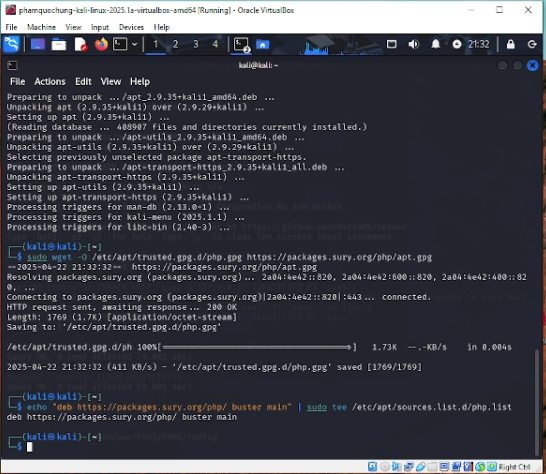 phamquochung-kali-linux-2025.1a-virtualbox-amd64 [Running] - Oracle VirtualBox
File Machine View Input Devices Help
1 2 3 4 21:32
kali@kali: ~
File Actions Edit View Help
Preparing to unpack .../apt_2.9.35+kali1_amd64.deb ...
Unpacking apt (2.9.35+kali1) over (2.9.29+kali1) ...
Setting up apt (2.9.35+kali1) ...
(Reading database ... 408907 files and directories currently installed.)
Preparing to unpack .../apt-utils_2.9.35+kali1_amd64.deb ...
Unpacking apt-utils (2.9.35+kali1) over (2.9.29+kali1) ...
Selecting previously unselected package apt-transport-https.
Preparing to unpack .../apt-transport-https_2.9.35+kali1_all.deb ...
Unpacking apt-transport-https (2.9.35+kali1) ...
Setting up apt-utils (2.9.35+kali1) ...
Setting up apt-transport-https (2.9.35+kali1) ...
Processing triggers for man-db (2.13.0-1) ...
Processing triggers for kali-menu (2025.1.1) ...
Processing triggers for libc-bin (2.40-3) ...
┌──(kali㉿kali)-[~]
└─$ sudo wget -O /etc/apt/trusted.gpg.d/php.gpg https://packages.sury.org/php/apt.gpg
--2025-04-22 21:32:32-- https://packages.sury.org/php/apt.gpg
Resolving packages.sury.org (packages.sury.org)... 2a04:4e42::820, 2a04:4e42:600::820, 2a04:4e42:400::82
0, ...
Connecting to packages.sury.org (packages.sury.org)|2a04:4e42::820|:443... connected.
HTTP request sent, awaiting response... 200 OK
Length: 1769 (1.7K) [application/octet-stream]
Saving to: ‘/etc/apt/trusted.gpg.d/php.gpg’
/etc/apt/trusted.gpg.d/ph 100%[===================================>] 1.73K --.-KB/s in 0.004s
2025-04-22 21:32:32 (411 KB/s) - ‘/etc/apt/trusted.gpg.d/php.gpg’ saved [1769/1769]
┌──(kali㉿kali)-[~]
└─$ echo "deb https://packages.sury.org/php/ buster main" | sudo tee /etc/apt/sources.list.d/php.list
deb https://packages.sury.org/php/ buster main
┌──(kali㉿kali)-[~]
└─$
Right Ctrl